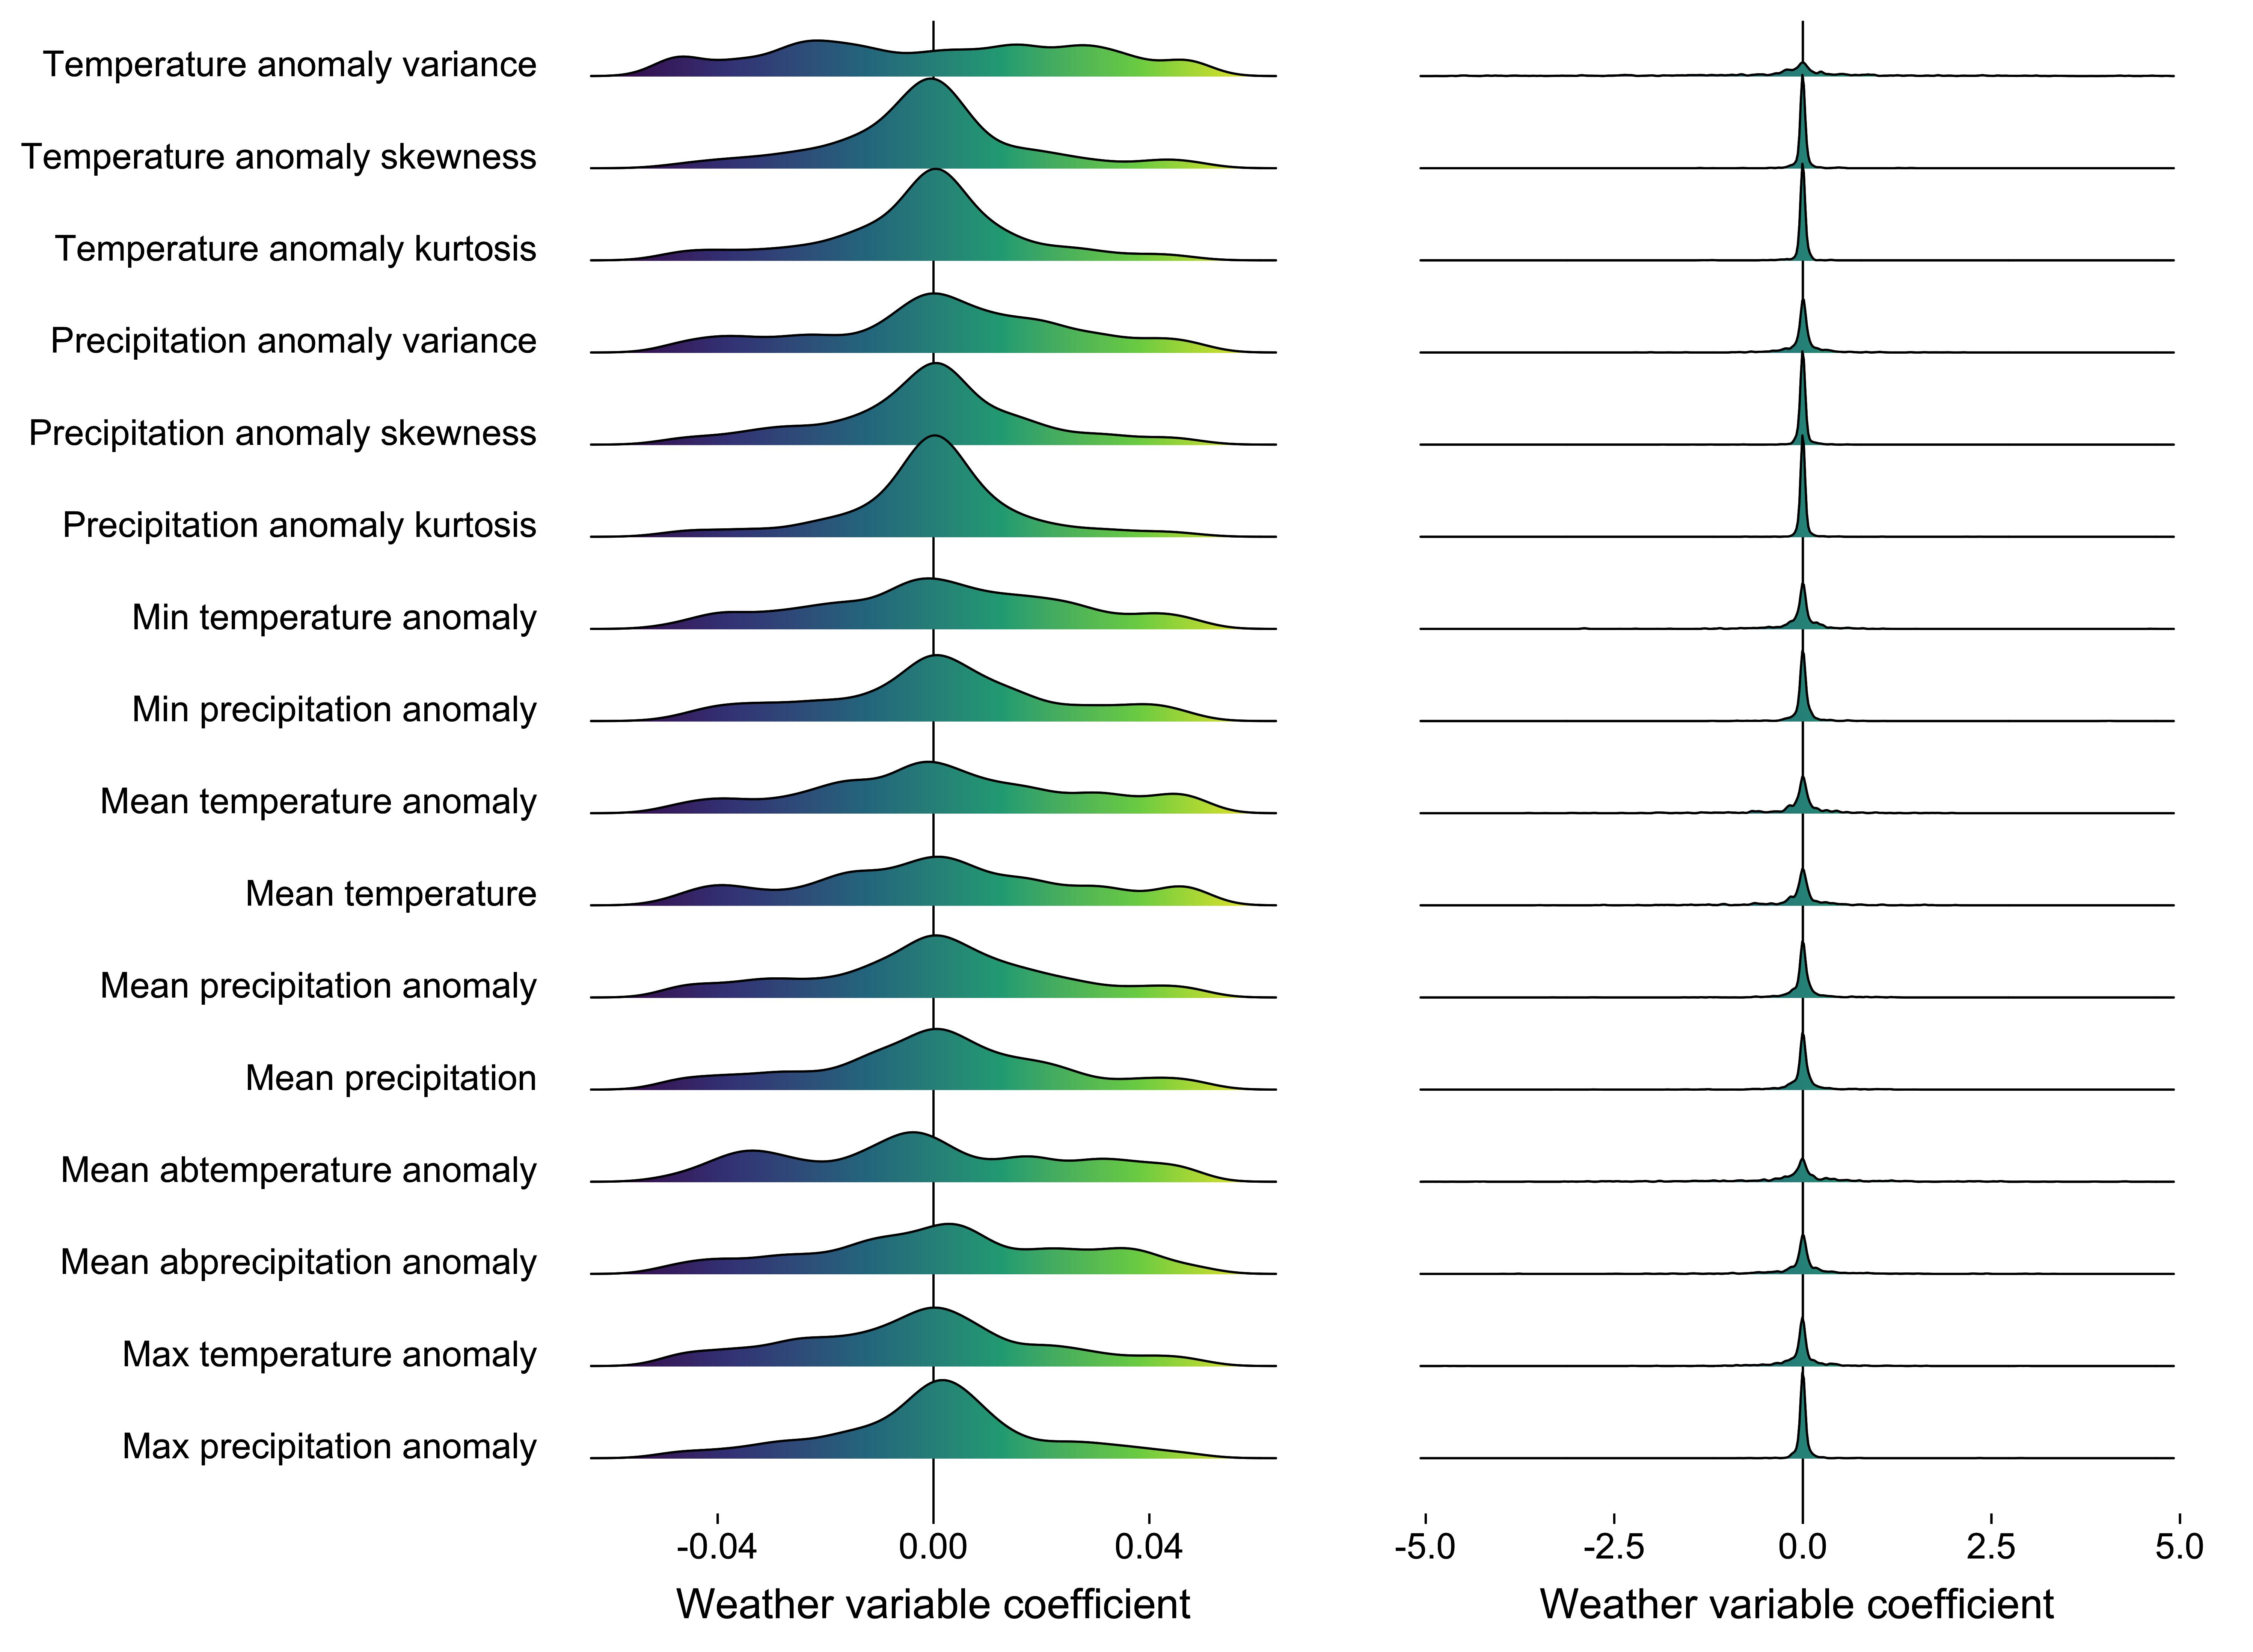 Temperature anomaly variance
Temperature anomaly skewness
Temperature anomaly kurtosis
Precipitation anomaly variance
Precipitation anomaly skewness
Precipitation anomaly kurtosis
Min temperature anomaly
Min precipitation anomaly
Mean temperature anomaly
Mean temperature
Mean precipitation anomaly
Mean precipitation
Mean abtemperature anomaly
Mean abprecipitation anomaly
Max temperature anomaly
Max precipitation anomaly
-0.04 0.00 0.04 -5.0 -2.5 0.0 2.5 5.0
Weather variable coefficient Weather variable coefficient